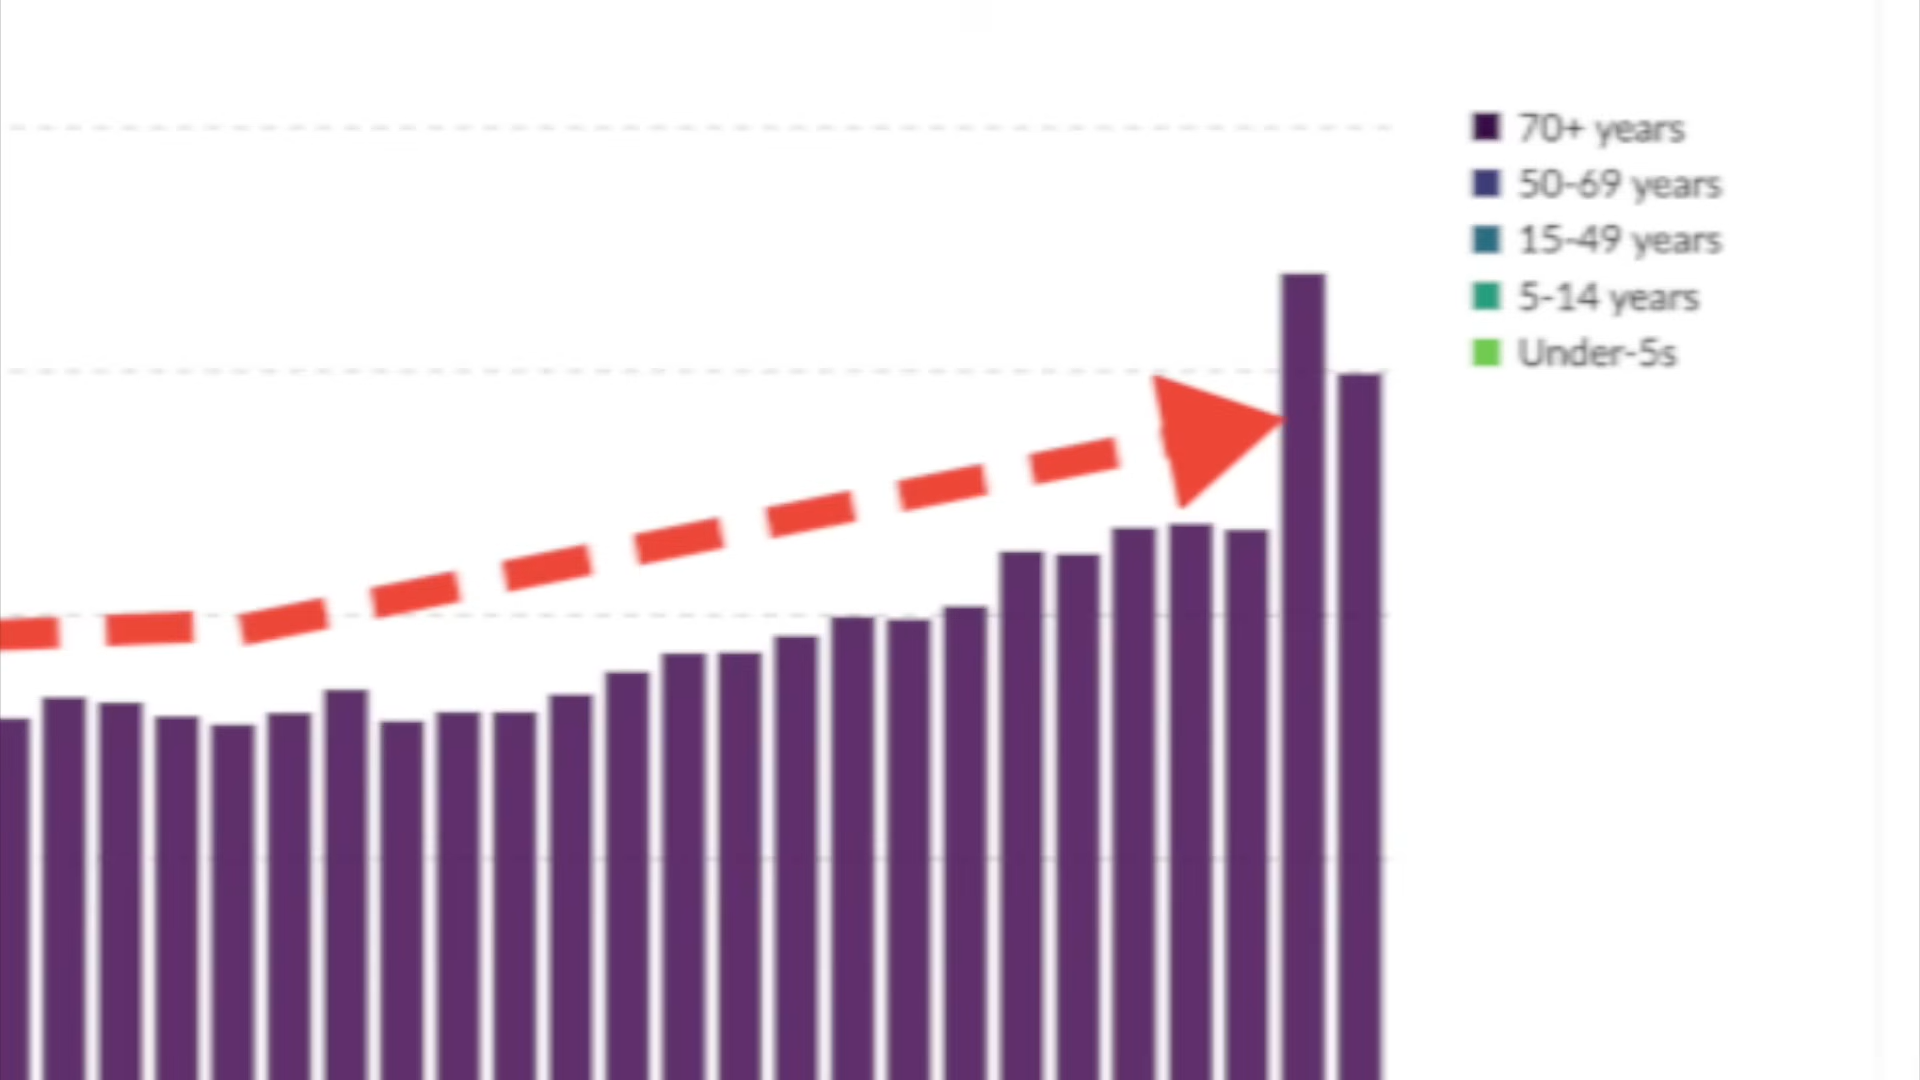 70+ years
50-69 years
15-49 years
5-14 years
Under-5s